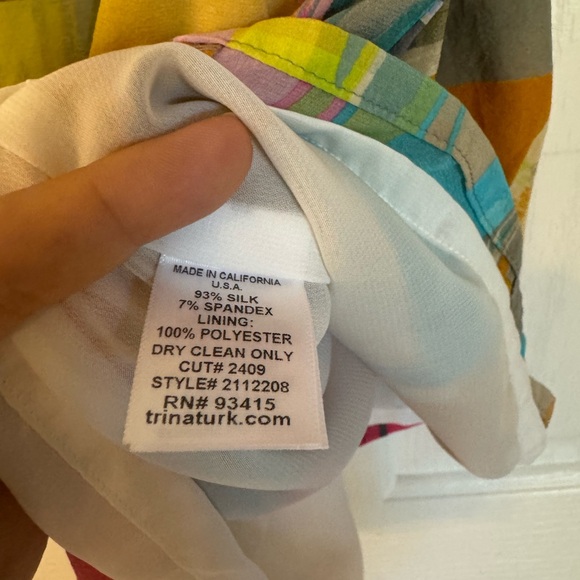 MADE IN CALIFORNIA
U.S.A.
93% SILK
7% SPANDEX
LINING:
100% POLYESTER
DRY CLEAN ONLY
CUT# 2409
STYLE# 2112208
RN# 93415
trinaturk.com